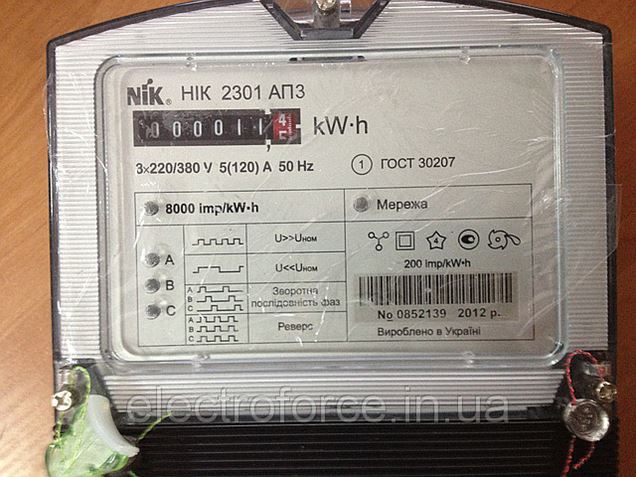 NiK® НІК 2301 АП3
000011 kW·h
3×220/380 V 5(120) A 50 Hz
1 ГОСТ 30207
8000 imp/kW·h
Мережа
A
B
C
U>>Uном
U<<Uном
A
B
C
Зворотна
послідовність фаз
A
B
C
Реверс
4
200 imp/kW·h
№ 0852139 2012 р.
Вироблено в Україні
electroforce.in.ua